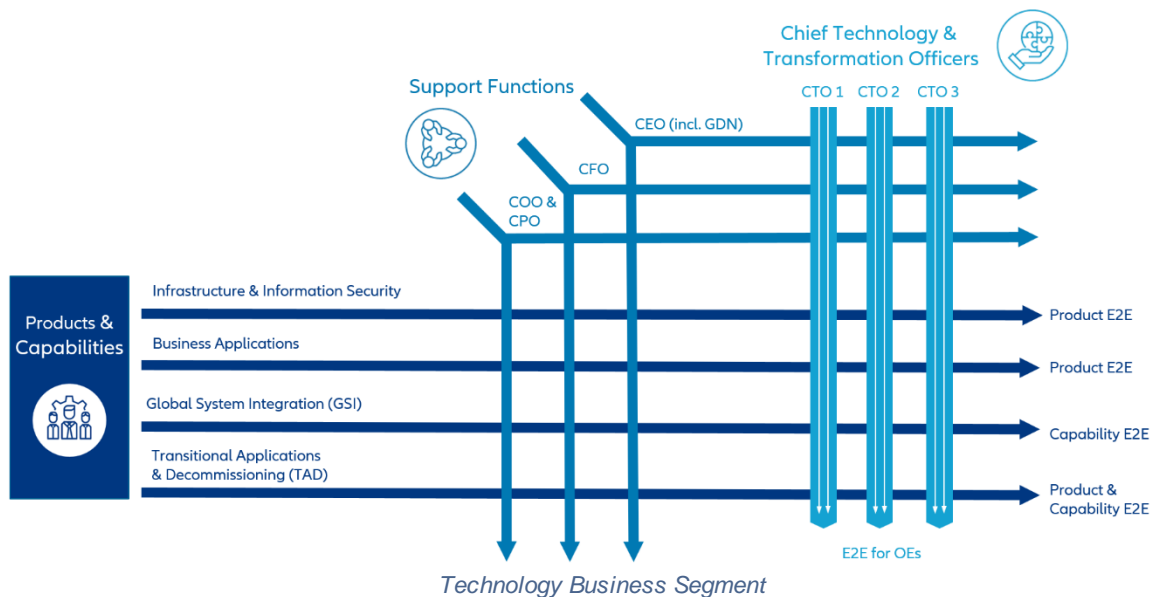 Chief Technology &
Transformation Officers
Support Functions
CTO 1
CTO 2
CTO 3
CEO (incl. GDN)
CFO
COO &
CPO
Products &
Capabilities
Infrastructure & Information Security
Product E2E
Business Applications
Product E2E
Global System Integration (GSI)
Capability E2E
Transitional Applications
& Decommissioning (TAD)
Product &
Capability E2E
E2E for OEs
Technology Business Segment